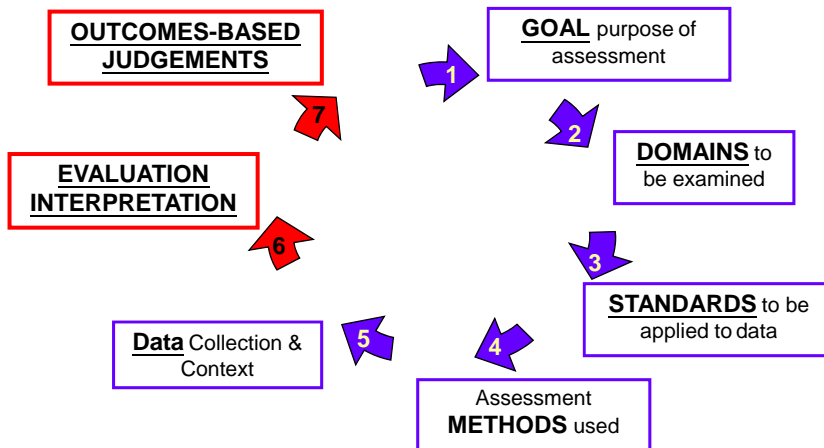 1
GOAL purpose of
assessment
2
DOMAINS to
be examined
3
STANDARDS to be
applied to data
4
Assessment
METHODS used
5
Data Collection &
Context
6
EVALUATION
INTERPRETATION
7
OUTCOMES-BASED
JUDGEMENTS